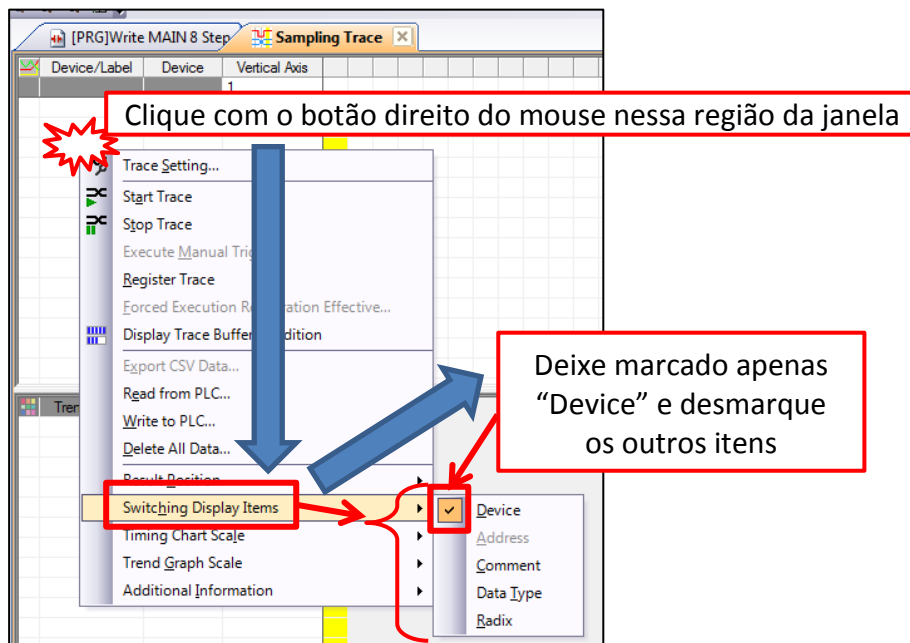 [PRG]Write MAIN 8 Step
Sampling Trace
Device/Label Device Vertical Axis
1
Clique com o botão direito do mouse nessa região da janela
Trace Setting...
Start Trace
Stop Trace
Execute Manual
Register Trace
Forced Execution Effective...
Display Trace Buffer
Export CSV Data...
Read from PLC...
Write to PLC...
Delete All Data...
Deixe marcado apenas
“Device” e desmarque
os outros itens
Result Position
Switching Display Items
Timing Chart Scale
Trend Graph Scale
Additional Information
Device
Address
Comment
Data Type
Radix